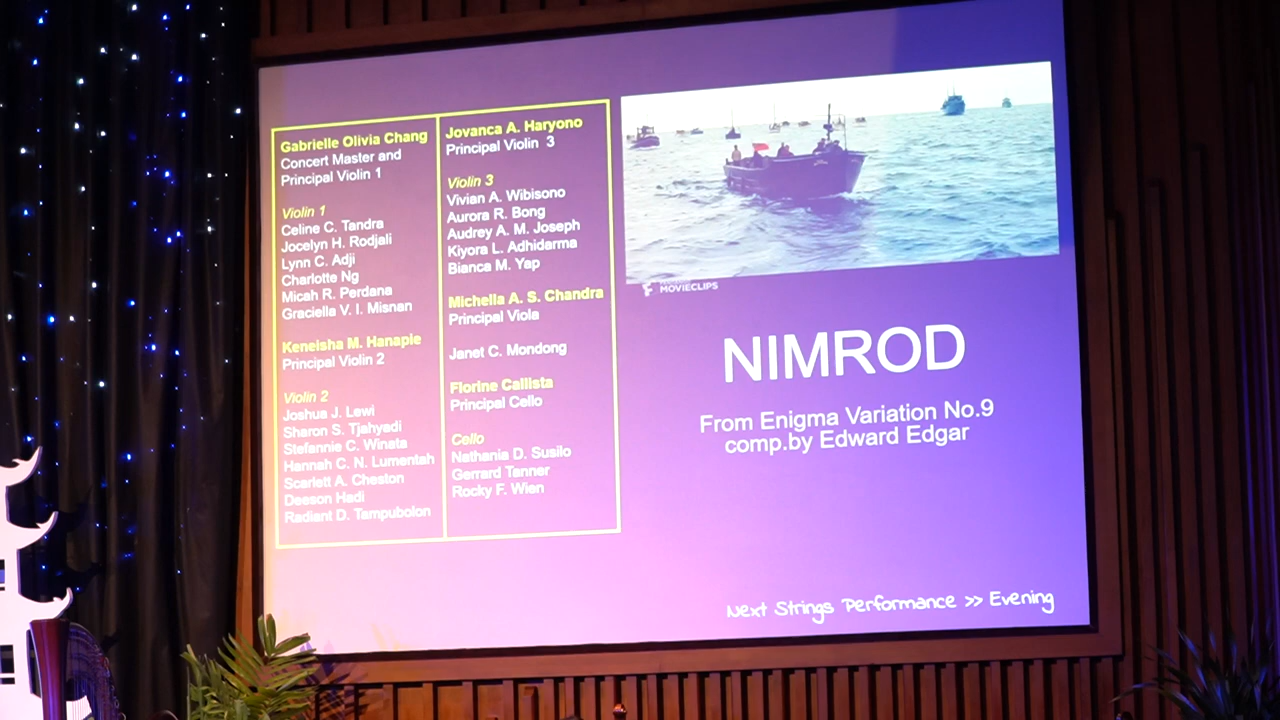 Gabrielle Olivia Chang
Concert Master and
Principal Violin 1
Violin 1
Celine C. Tandra
Jocelyn H. Rodjali
Lynn C. Adji
Charlotte Ng
Micah R. Perdana
Graciella V. I. Misnan
Keneisha M. Hanapie
Principal Violin 2
Violin 2
Joshua J. Lewi
Sharon S. Tjahyadi
Stefannie C. Winata
Hannah C. N. Lumentah
Scarlett A. Cheston
Deeson Hadi
Radiant D. Tampubolon
Jovanca A. Haryono
Principal Violin 3
Violin 3
Vivian A. Wibisono
Aurora R. Bong
Audrey A. M. Joseph
Kiyora L. Adhidarma
Bianca M. Yap
Michella A. S. Chandra
Principal Viola
Janet C. Mondong
Florine Callista
Principal Cello
Cello
Nathania D. Susilo
Gerrard Tanner
Rocky F. Wien
MOVIECLIPS
NIMROD
From Enigma Variation No.9
comp.by Edward Edgar
Next Strings Performance >> Evening